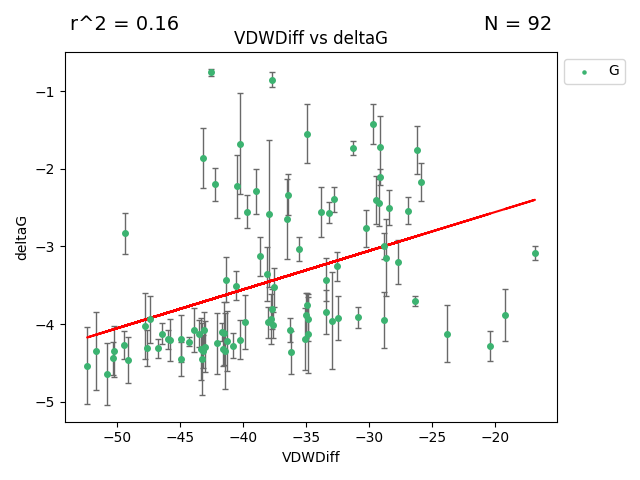 r^2 = 0.16
N = 92
VDWDiff vs deltaG
G
deltaG
−1
−2
−3
−4
−5
−50 −45 −40 −35 −30 −25 −20
VDWDiff